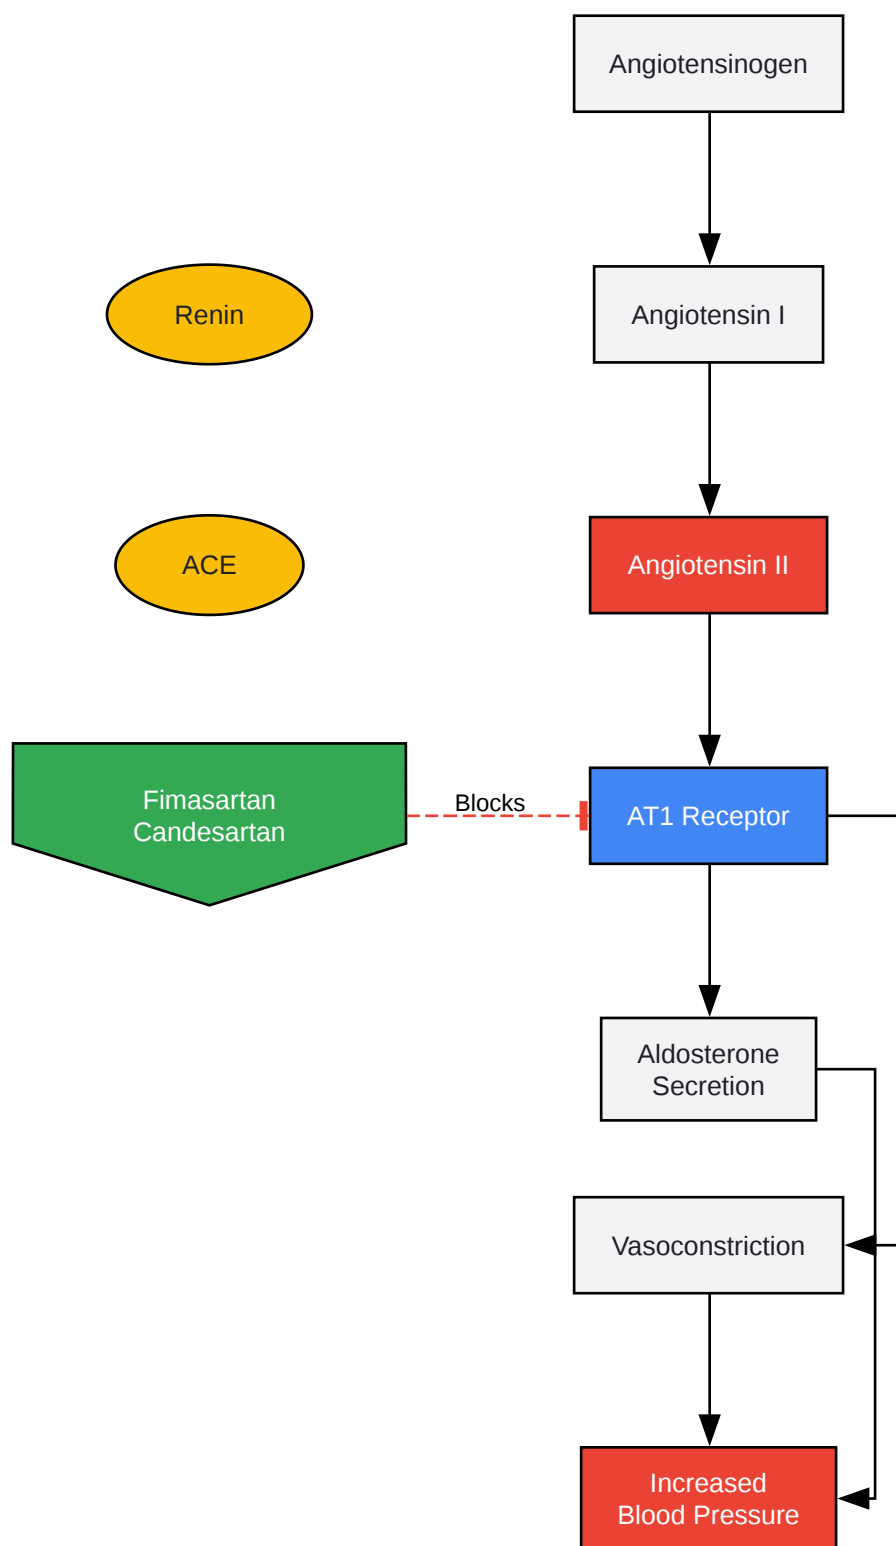 Angiotensinogen
Renin
Angiotensin I
ACE
Angiotensin II
Fimasartan
Candesartan
Blocks
AT1 Receptor
Aldosterone
Secretion
Vasoconstriction
Increased
Blood Pressure